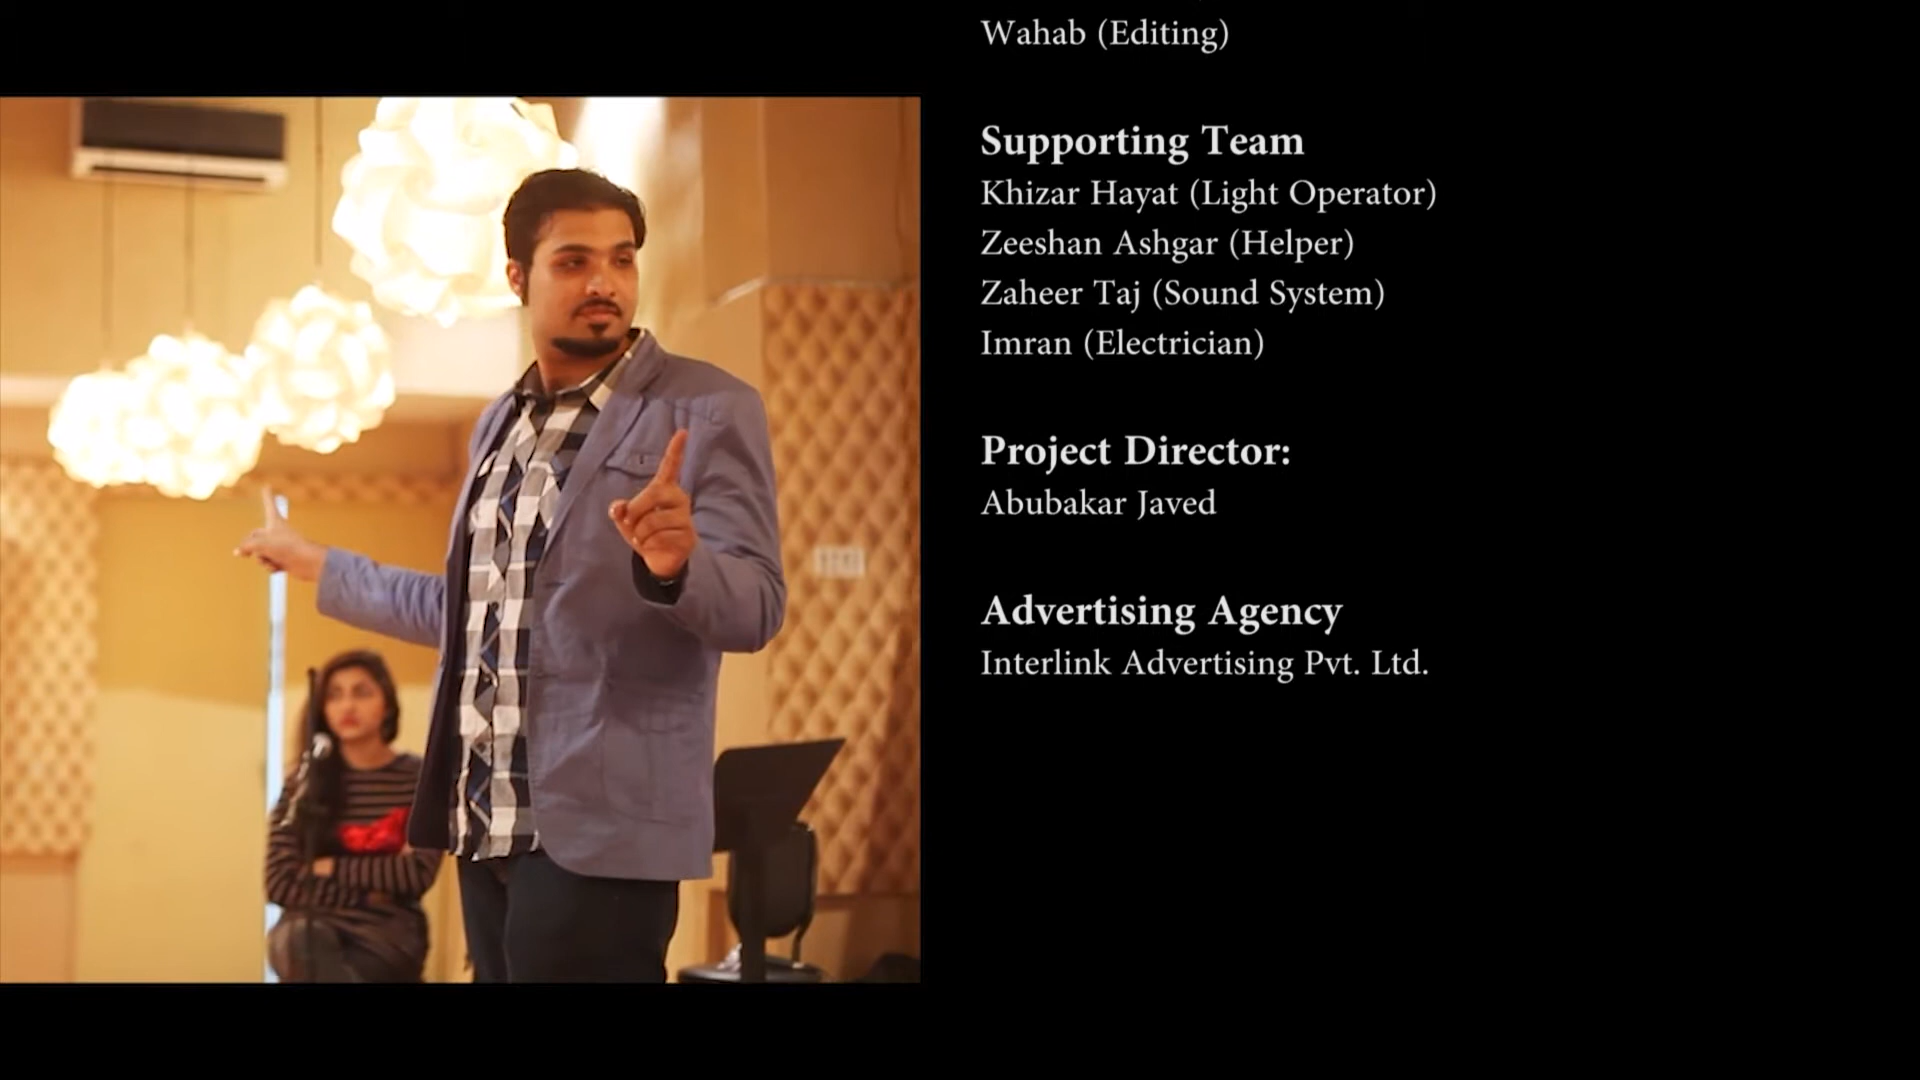 Wahab (Editing)
Supporting Team
Khizar Hayat (Light Operator)
Zeeshan Ashgar (Helper)
Zaheer Taj (Sound System)
Imran (Electrician)
Project Director:
Abubakar Javed
Advertising Agency
Interlink Advertising Pvt. Ltd.